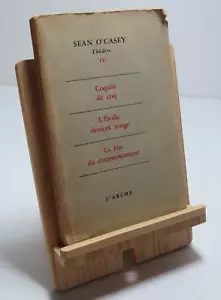 SEAN O'CASEY
Théâtre
IV
Coquin
de coq
L'Étoile
devient rouge
La Fin
du commencement
L'ARCHE